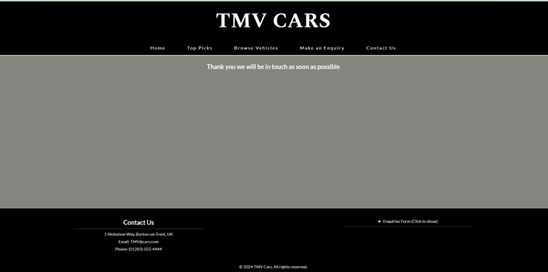 TMV CARS
Home Top Picks Browse Vehicles Make an Enquiry Contact Us
Thank you we will be in touch as soon as possible
Contact Us
1 Nicholson Way, Burton-on-Trent, UK
Email: TMV@cars.com
Phone: (01283) 555-4444
► Enquiries Form (Click to show)
© 2024 TMV Cars. All rights reserved.